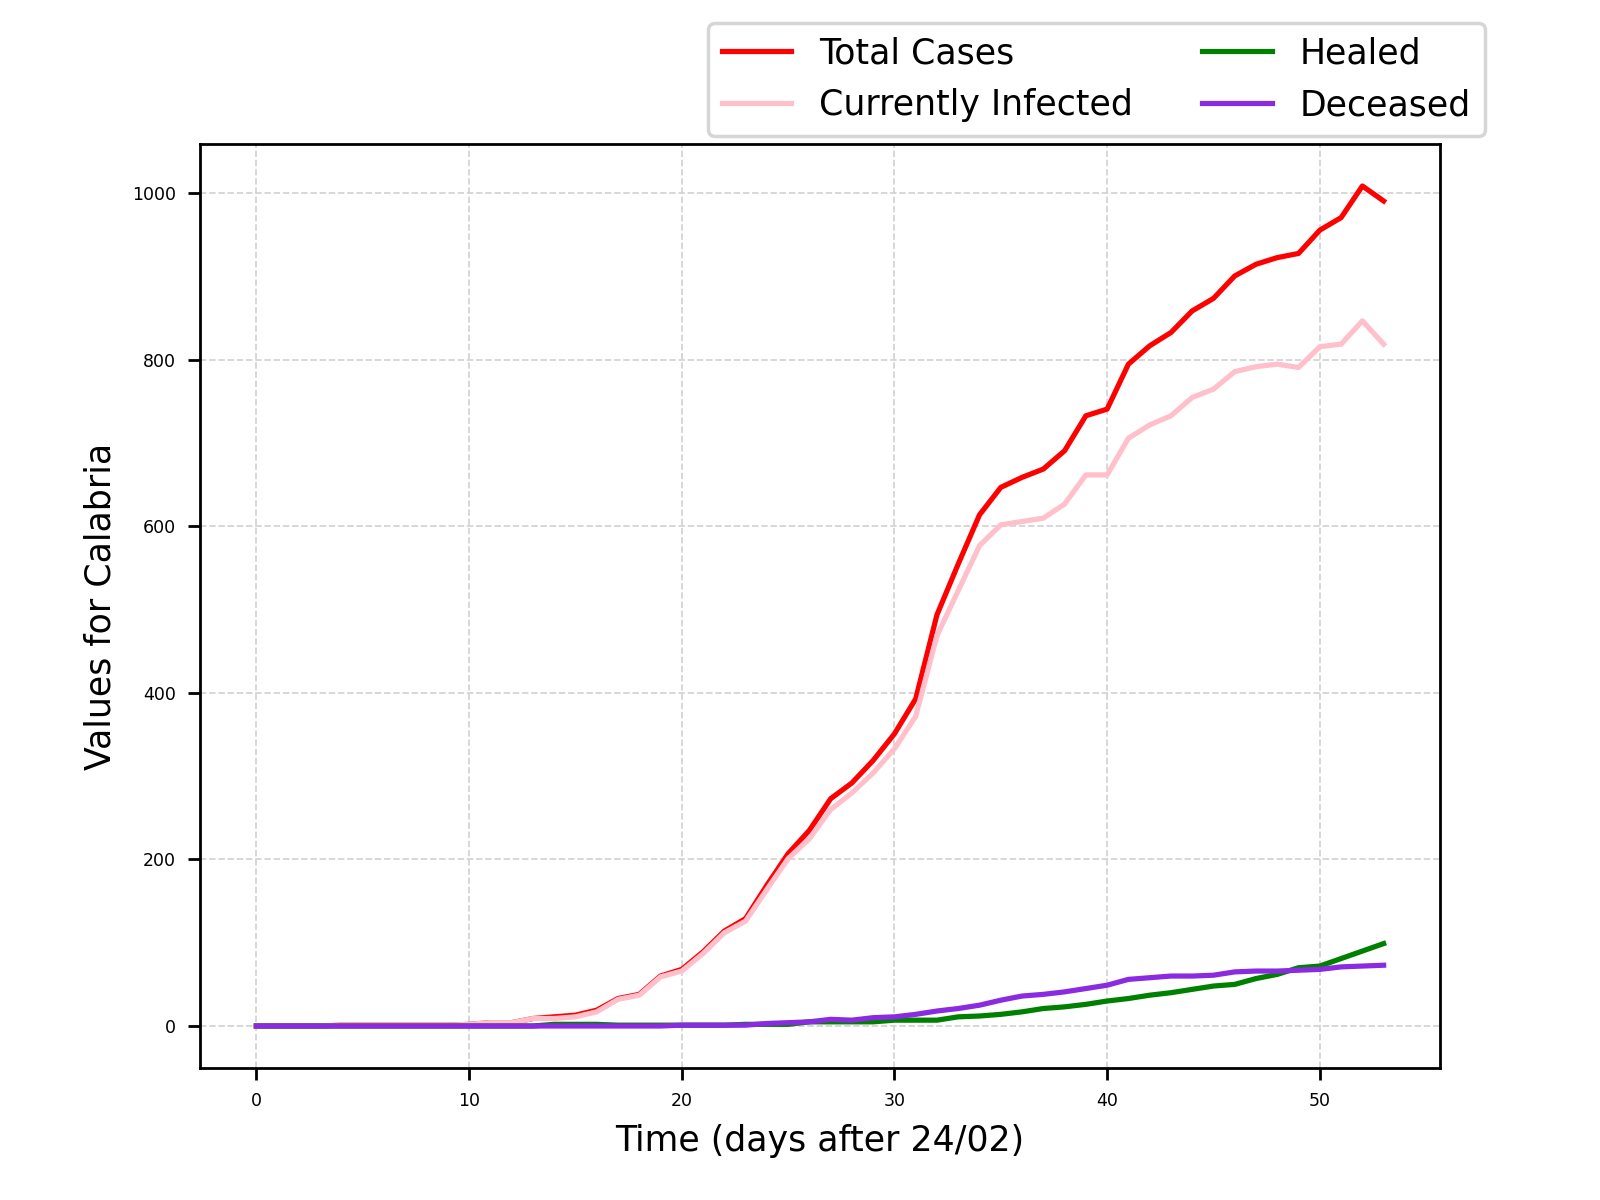 Total Cases
Currently Infected
Healed
Deceased
1000
800
600
400
200
0
Values for Calabria
0 10 20 30 40 50
Time (days after 24/02)